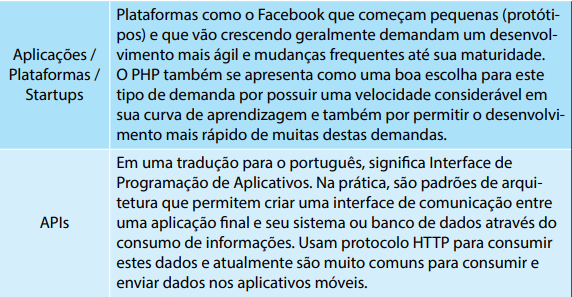 Aplicações /
Plataformas /
Startups
Plataformas como o Facebook que começam pequenas (protóti-
pos) e que vão crescendo geralmente demandam um desenvol-
vimento mais ágil e mudanças frequentes até sua maturidade.
O PHP também se apresenta como uma boa escolha para este
tipo de demanda por possuir uma velocidade considerável em
sua curva de aprendizagem e também por permitir o desenvolvi-
mento mais rápido de muitas destas demandas.
APIs
Em uma tradução para o português, significa Interface de
Programação de Aplicativos. Na prática, são padrões de arqui-
tetura que permitem criar uma interface de comunicação entre
uma aplicação final e seu sistema ou banco de dados através do
consumo de informações. Usam protocolo HTTP para consumir
estes dados e atualmente são muito comuns para consumir e
enviar dados nos aplicativos móveis.